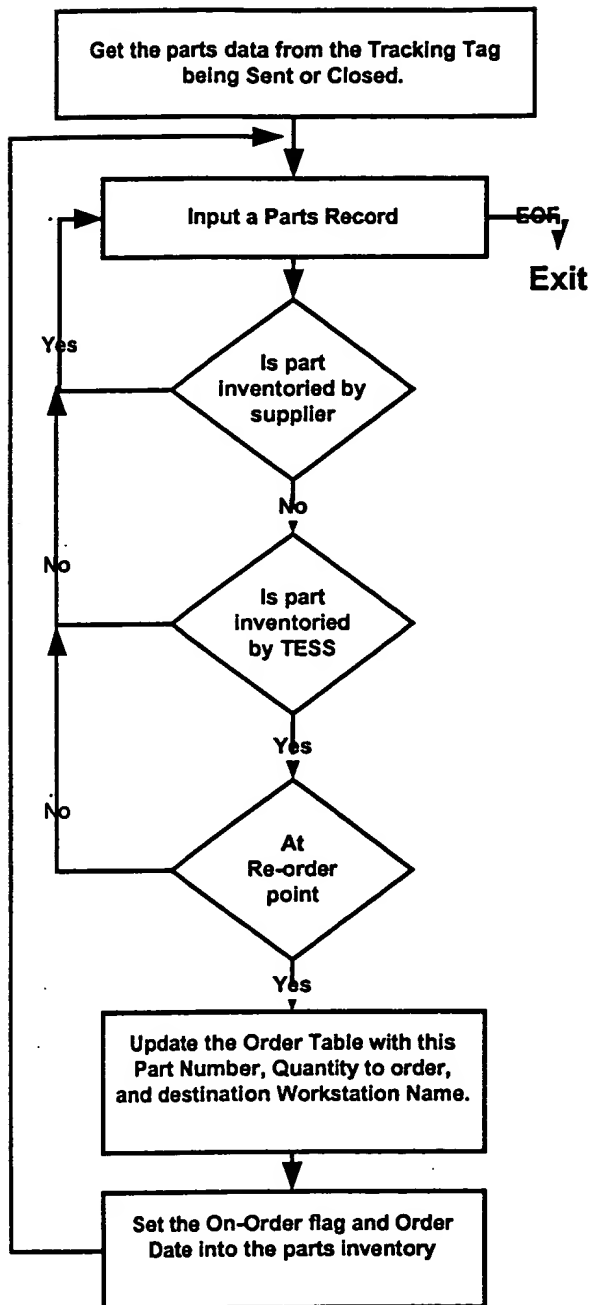 Get the parts data from the Tracking Tag
being Sent or Closed.
Input a Parts Record
EOF
Exit
Yes
Is part
inventoried by
supplier
No
No
Is part
inventoried
by TESS
Yes
No
At
Re-order
point
Yes
Update the Order Table with this
Part Number, Quantity to order,
and destination Workstation Name.
Set the On-Order flag and Order
Date into the parts inventory